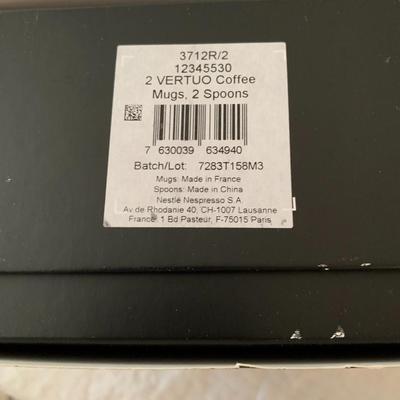 3712R/2
12345530
2 VERTUO Coffee
Mugs, 2 Spoons
7 630039 634940
Batch/Lot: 7283T158M3
Mugs: Made in France
Spoons: Made in China
Nestlé Nespresso S.A
Av de Rhodanie 40, CH-1007 Lausanne
France: 1 Bd Pasteur, F-75015 Paris